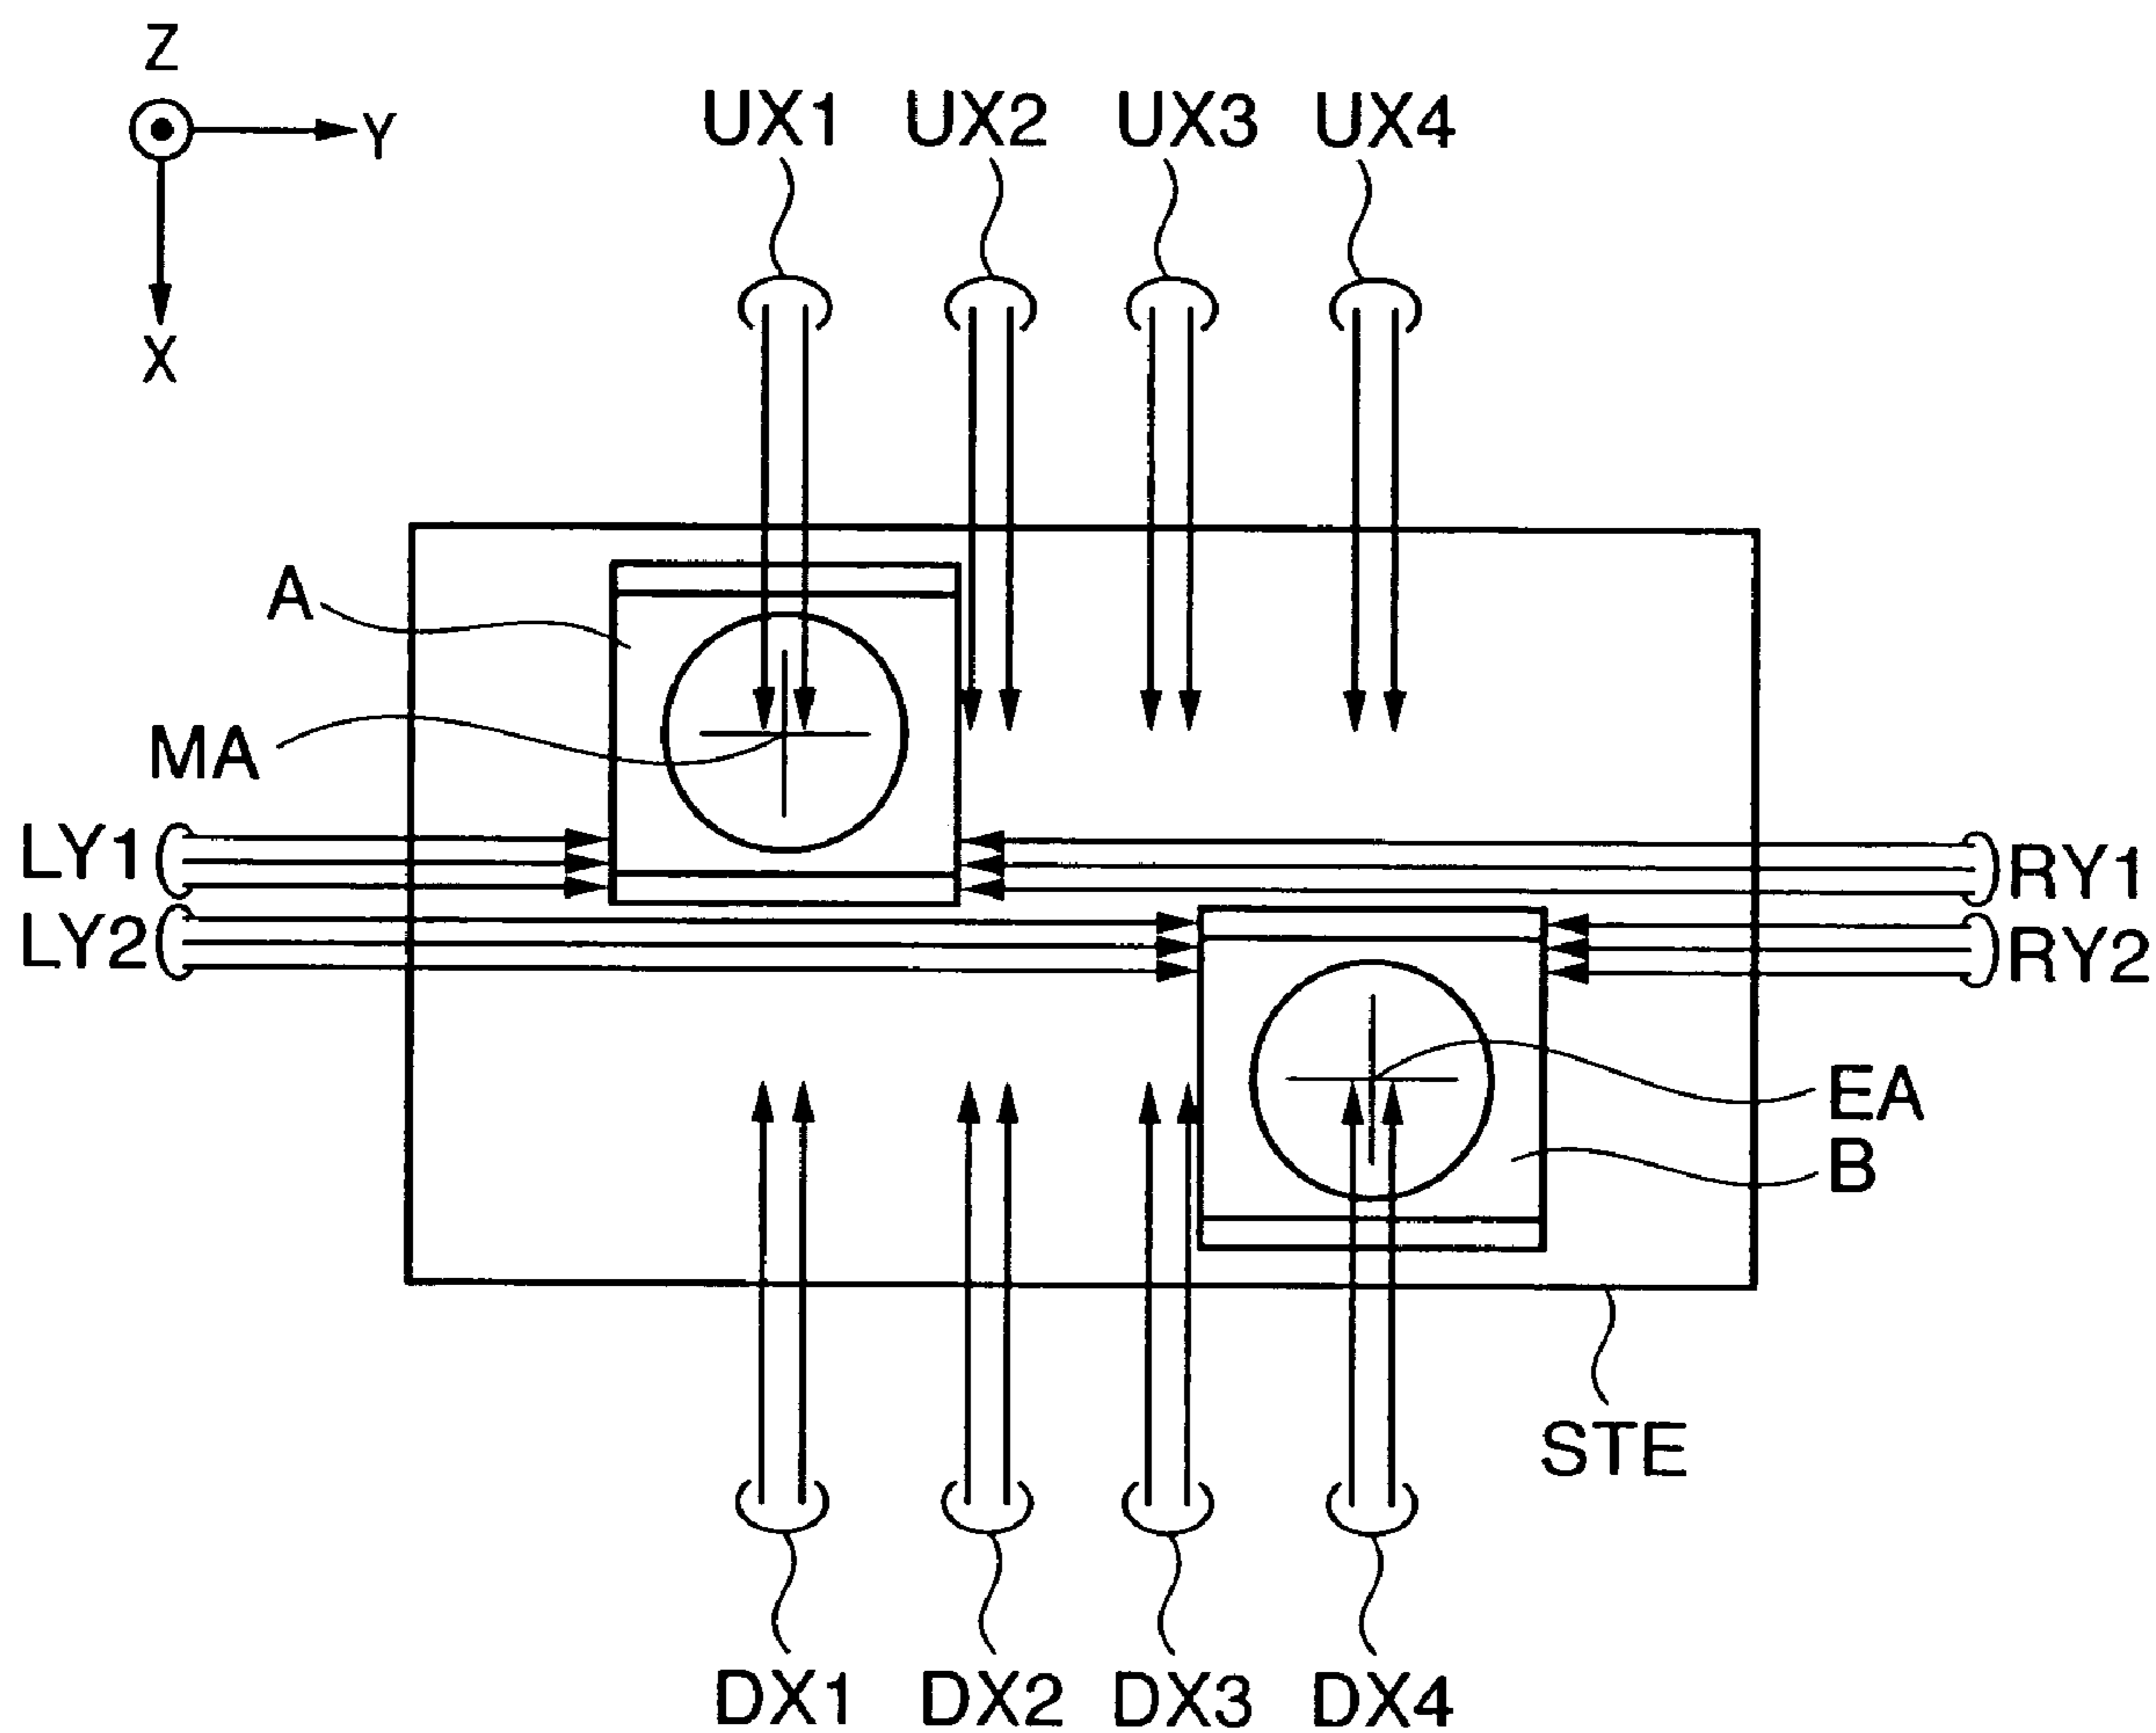 Z
Y
X
UX1 UX2 UX3 UX4
A
MA
LY1
RY1
LY2
RY2
EA
B
STE
DX1 DX2 DX3 DX4